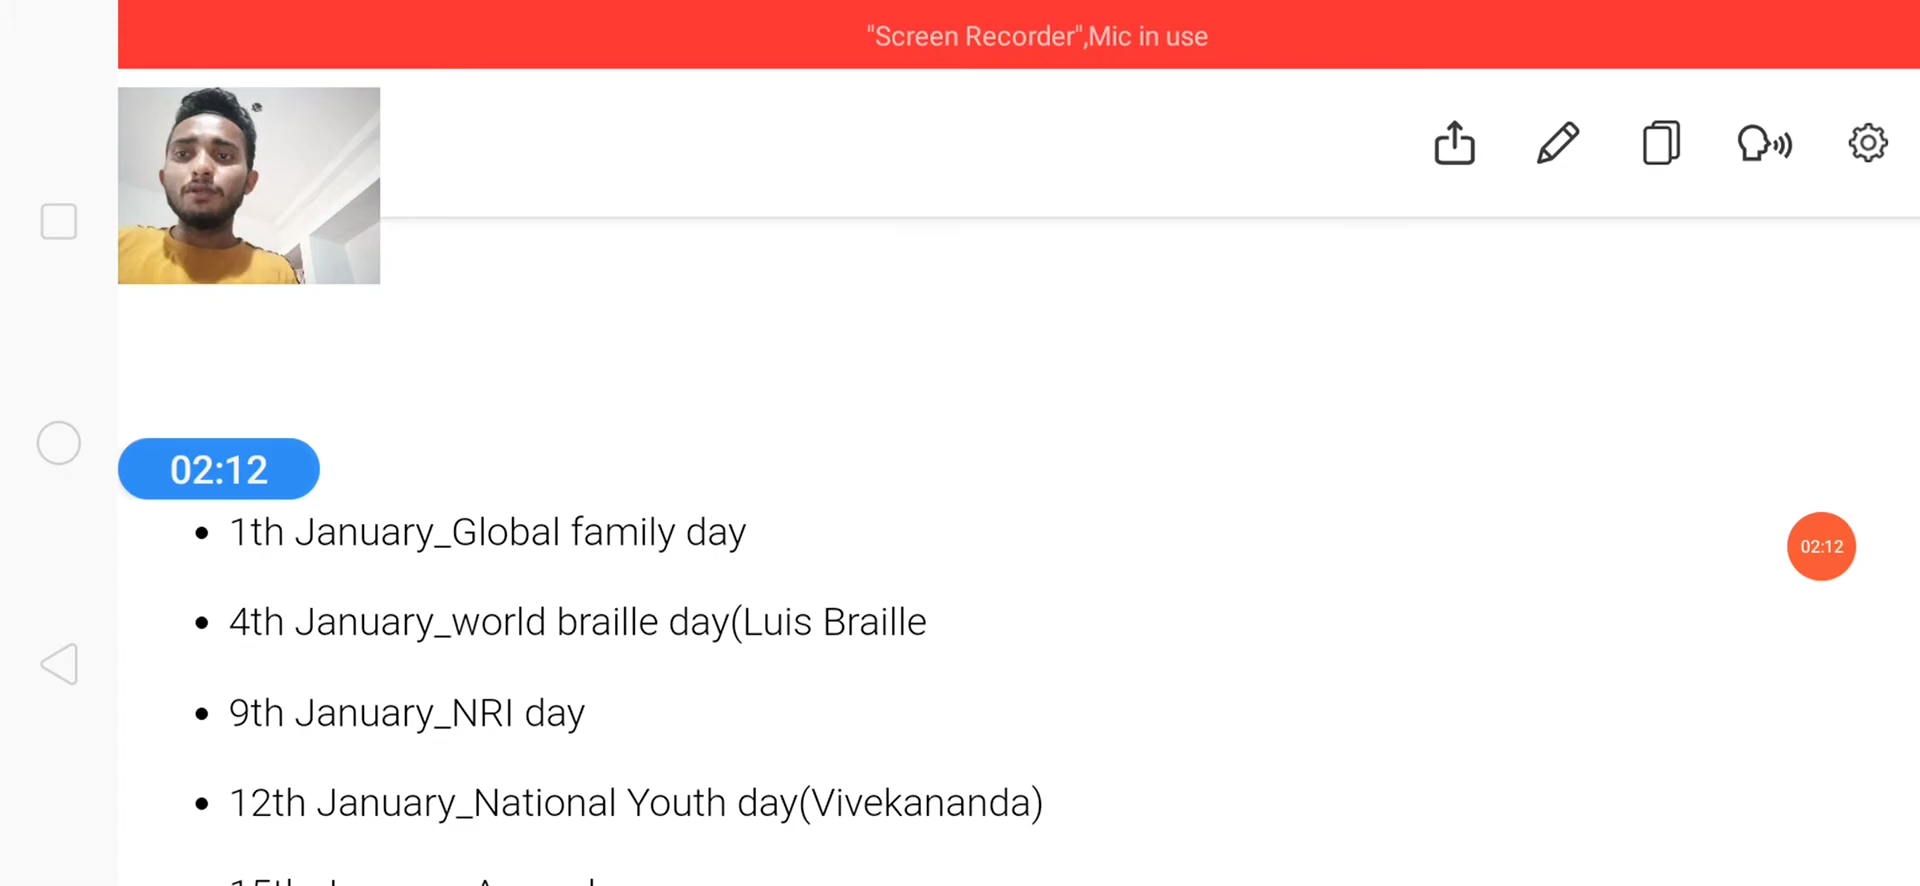 "Screen Recorder",Mic in use
02:12
1th January_Global family day
02:12
4th January_world braille day(Luis Braille
9th January_NRI day
12th January_National Youth day(Vivekananda)